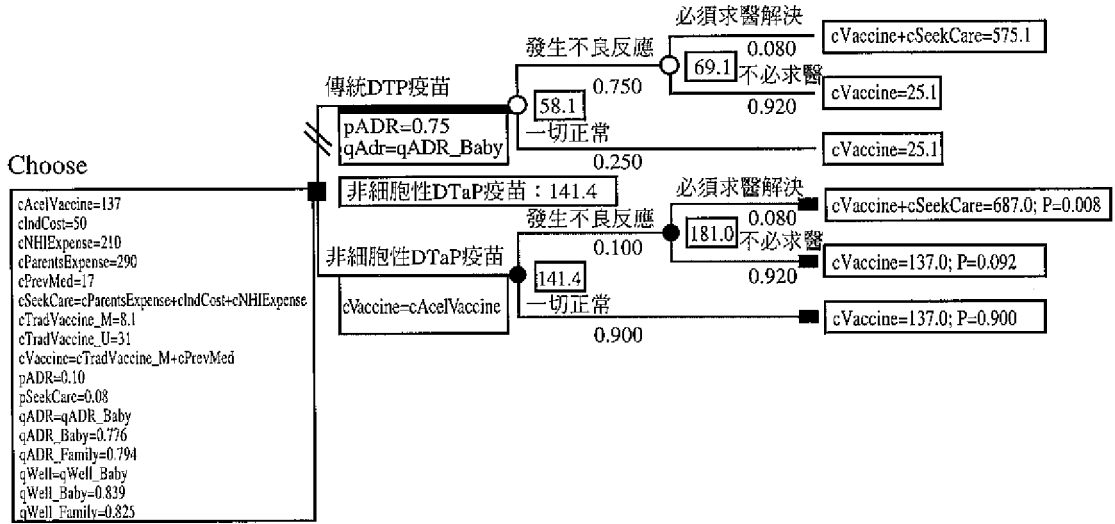 必須求醫解決
cVaccine+cSeekCare=575.1
0.080
發生不良反應
69.1
不必求醫
0.750
0.920
cVaccine=25.1
傳統DTP疫苗
58.1
pADR=0.75
qAdr=qADR_Baby
一切正常
0.250
cVaccine=25.1
Choose
非細胞性DTaP疫苗：141.4
必須求醫解決
cVaccine+cSeekCare=687.0; P=0.008
0.080
發生不良反應
181.0
不必求醫
0.100
0.920
cVaccine=137.0; P=0.092
非細胞性DTaP疫苗
141.4
cVaccine=cAcelVaccine
一切正常
0.900
cVaccine=137.0; P=0.900
cAcelVaccine=137
cIndCost=50
cNHIExpense=210
cParentsExpense=290
cPrevMed=17
cSeekCare=cParentsExpense+cIndCost+cNHIExpense
cTradVaccine_M=8.1
cTradVaccine_U=31
cVaccine=cTradVaccine_M+cPrevMed
pADR=0.10
pSeekCare=0.08
qADR=qADR_Baby
qADR_Baby=0.776
qADR_Family=0.794
qWell=qWell_Baby
qWell_Baby=0.839
qWell_Family=0.825